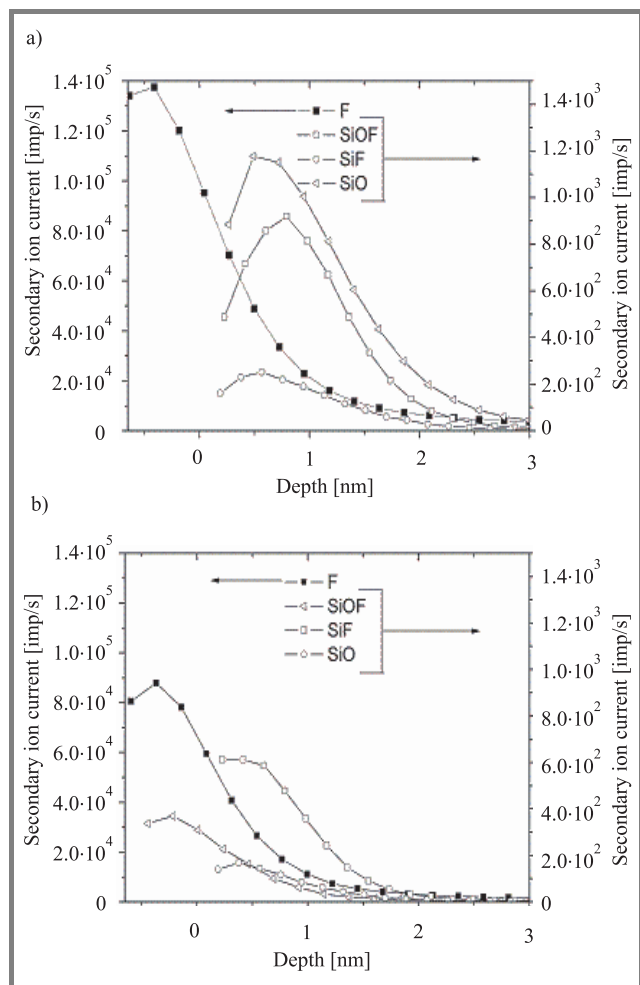 a)
Secondary ion current [imp/s]
1.4·10⁵
1.2·10⁵
1.0·10⁵
8.0·10⁴
6.0·10⁴
4.0·10⁴
2.0·10⁴
0
F
SiOF
SiF
SiO
1.4·10³
1.2·10³
1.0·10³
8.0·10²
6.0·10²
4.0·10²
2.0·10²
0
Secondary ion current [imp/s]
0 1 2 3
Depth [nm]
b)
Secondary ion current [imp/s]
1.4·10⁵
1.2·10⁵
1.0·10⁵
8.0·10⁴
6.0·10⁴
4.0·10⁴
2.0·10⁴
0
F
SiOF
SiF
SiO
1.4·10³
1.2·10³
1.0·10³
8.0·10²
6.0·10²
4.0·10²
2.0·10²
0
Secondary ion current [imp/s]
0 1 2 3
Depth [nm]